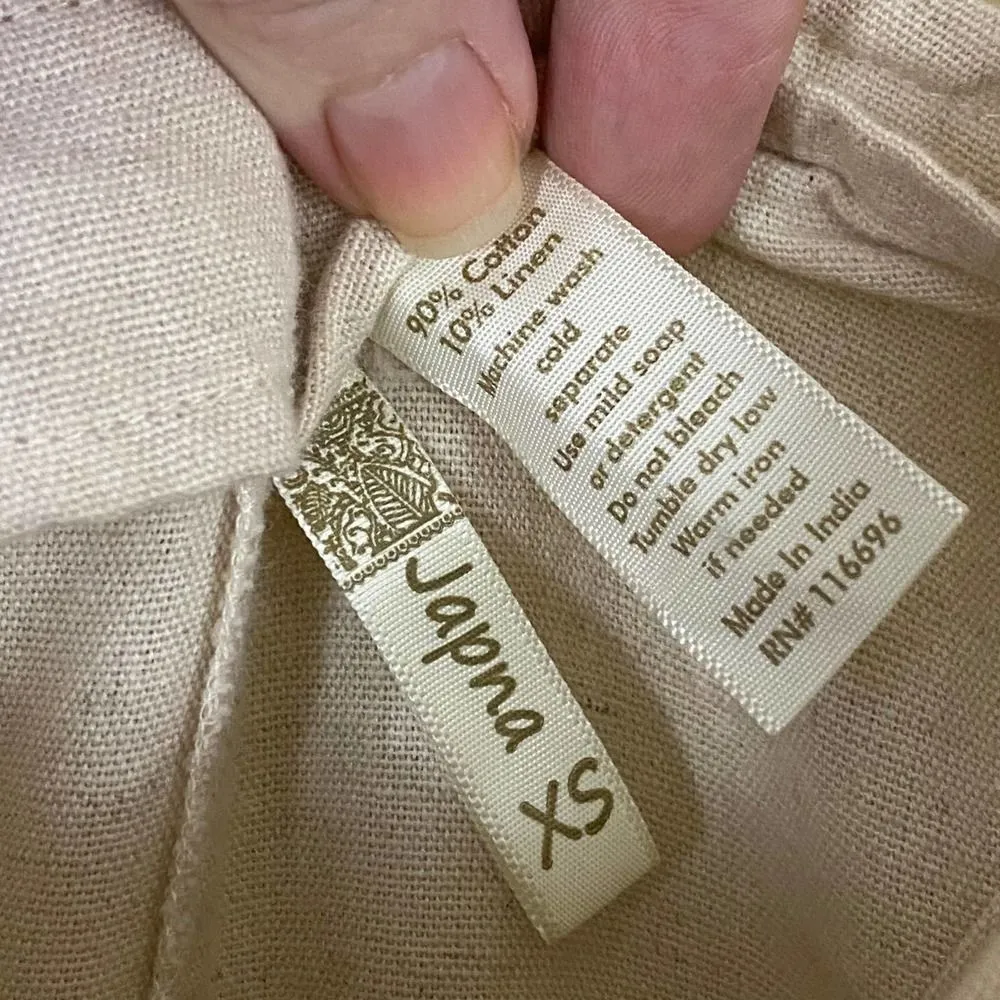 90% Cotton
10% Linen
Machine wash
cold
separate
Use mild soap
or detergent
Do not bleach
Tumble dry low
Warn iron
if needed
Made In India
RN# 116696
Japna
XS